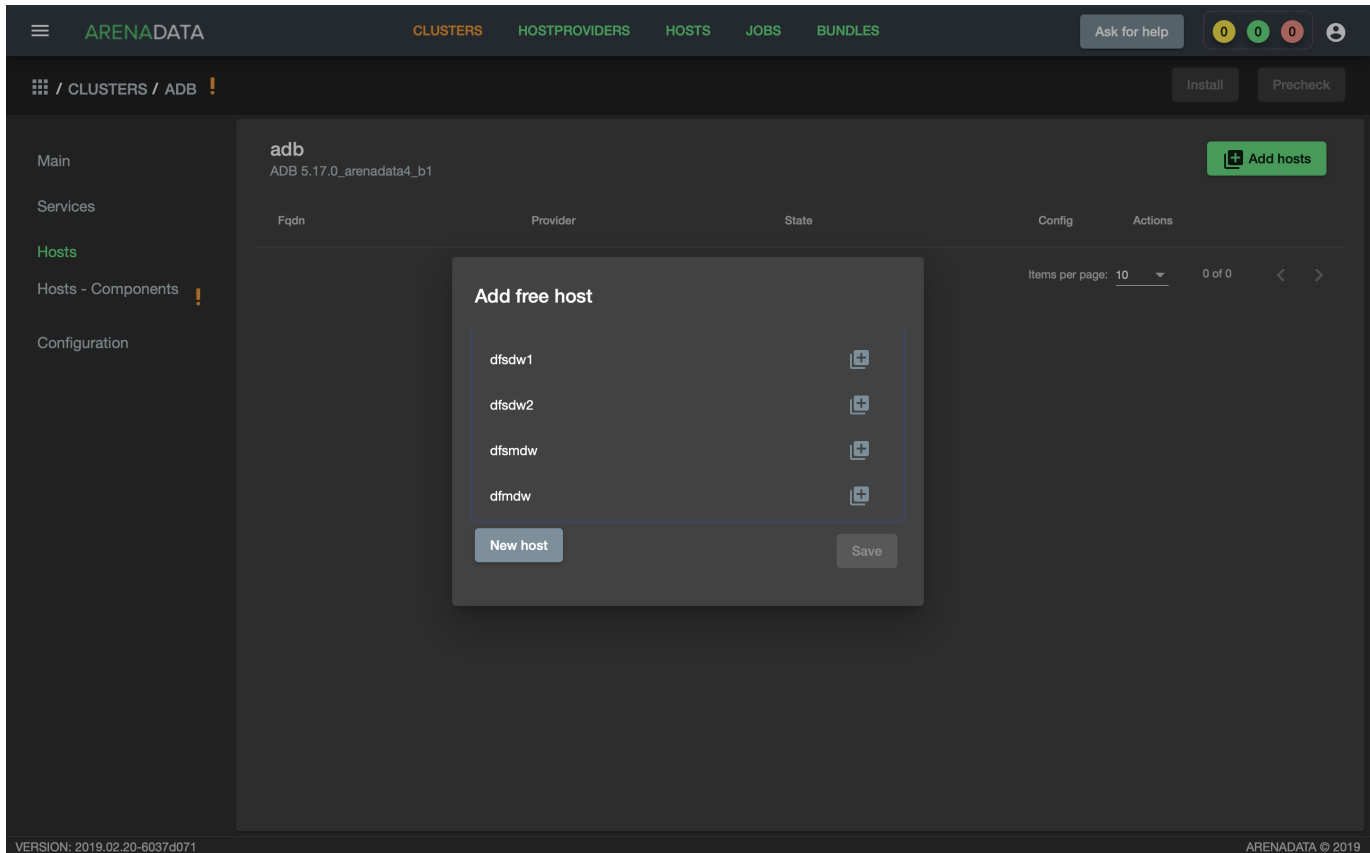 ARENADATA CLUSTERS HOSTPROVIDERS HOSTS JOBS BUNDLES Ask for help 0 0 0
/ CLUSTERS / ADB ! Install Precheck
Main
Services
Hosts
Hosts - Components !
Configuration
adb
ADB 5.17.0_arenadata4_b1
Add hosts
Fqdn Provider State Config Actions
Items per page: 10 0 of 0
Add free host
dfsdw1
dfsdw2
dfsmdw
dfmdw
New host Save
VERSION: 2019.02.20-6037d071 ARENADATA © 2019